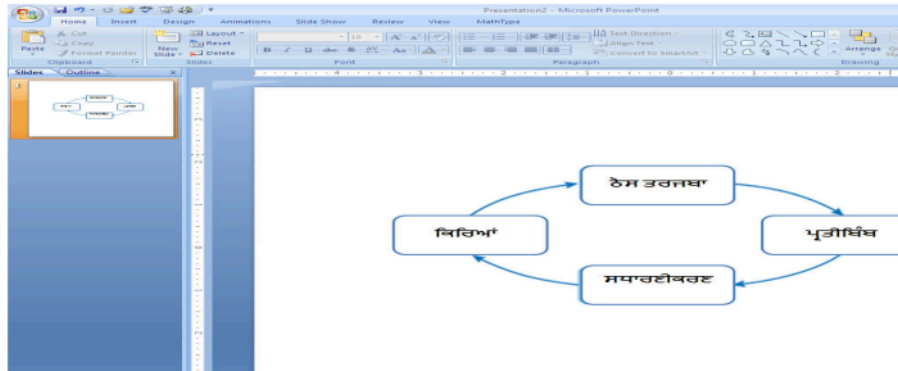 Presentation2 - Microsoft PowerPoint
Home Insert Design Animations Slide Show Review View MathType
Paste
Cut
Copy
Format Painter
Clipboard
New Slide
Layout
Reset
Delete
Slides
18
Font
Text Direction
Align Text
Convert to SmartArt
Paragraph
Arrange
Drawing
Slides Outline
ਠੋਸ ਤਰਜਬਾ
ਕਿਰਿਆਂ
ਪ੍ਰਤੀਬਿੰਬ
ਸਧਾਰਣੀਕਰਣ